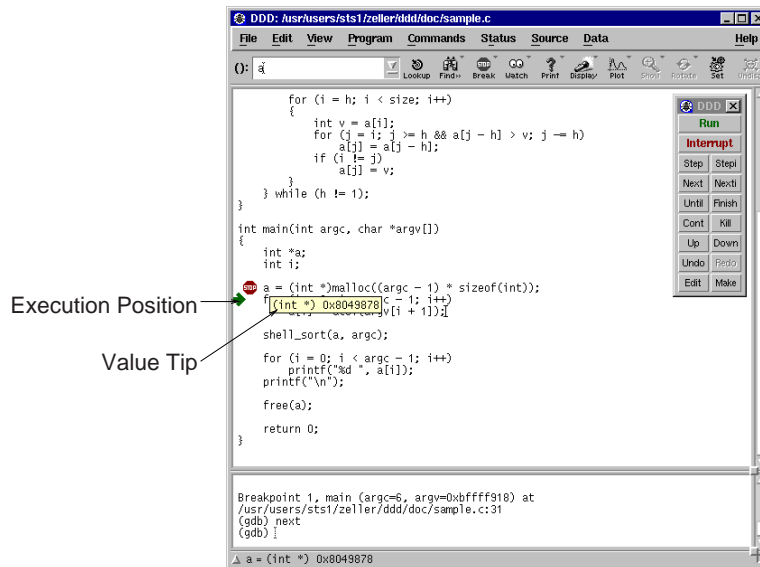 DDD: /usr/users/sts1/zeller/ddd/doc/sample.c
File Edit View Program Commands Status Source Data Help
(): a
Lookup Find>> Break Watch Print Display Plot Show Rotate Set Undisp
for (i = h; i < size; i++)
{
int v = a[i];
for (j = i; j >= h && a[j - h] > v; j -= h)
a[j] = a[j - h];
if (i != j)
a[j] = v;
}
} while (h != 1);
}
int main(int argc, char *argv[])
{
int *a;
int i;
STOP a = (int *)malloc((argc - 1) * sizeof(int));
Execution Position
c - 1; i++)
(int *) 0x8049878
[i + 1]);
Value Tip
shell_sort(a, argc);
for (i = 0; i < argc - 1; i++)
printf("%d ", a[i]);
printf("\n");
free(a);
return 0;
}
DDD
Run
Interrupt
Step Stepi
Next Nexti
Until Finish
Cont Kill
Up Down
Undo Redo
Edit Make
Breakpoint 1, main (argc=6, argv=0xbffff918) at
/usr/users/sts1/zeller/ddd/doc/sample.c:31
(gdb) next
(gdb)
a = (int *) 0x8049878